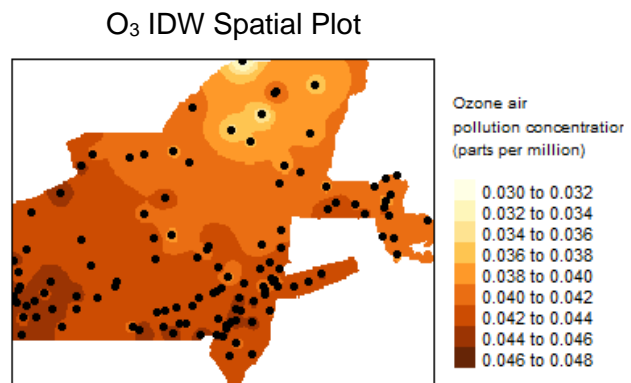 O₃ IDW Spatial Plot
Ozone air
pollution concentration
(parts per million)
0.030 to 0.032
0.032 to 0.034
0.034 to 0.036
0.036 to 0.038
0.038 to 0.040
0.040 to 0.042
0.042 to 0.044
0.044 to 0.046
0.046 to 0.048